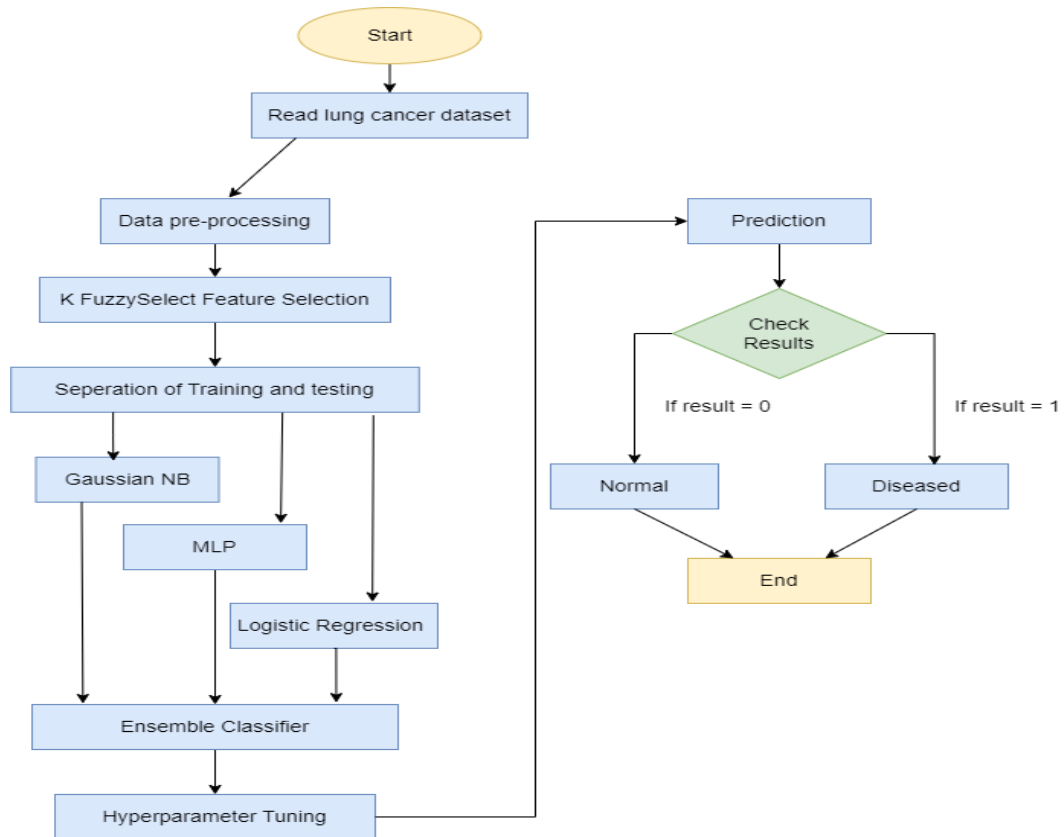 Start
Read lung cancer dataset
Data pre-processing
K FuzzySelect Feature Selection
Seperation of Training and testing
Gaussian NB
MLP
Logistic Regression
Ensemble Classifier
Hyperparameter Tuning
Prediction
Check
Results
If result = 0
If result = 1
Normal
Diseased
End